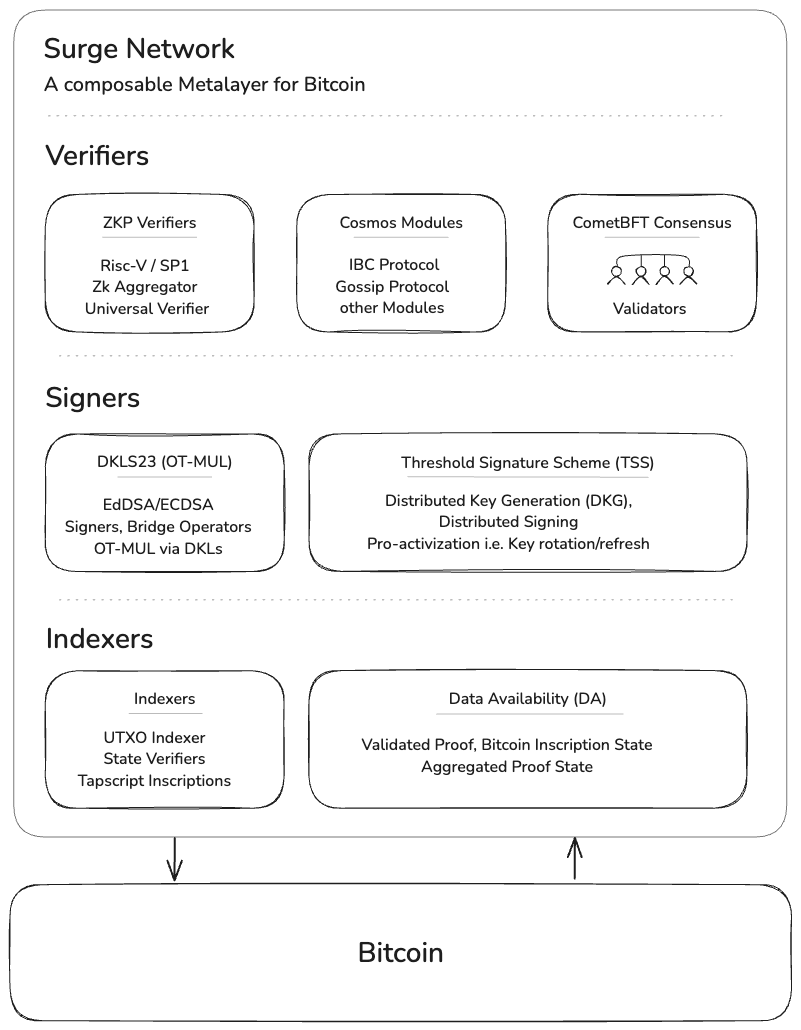 Surge Network
A composable Metalayer for Bitcoin
Verifiers
ZKP Verifiers
Risc-V / SP1
Zk Aggregator
Universal Verifier
Cosmos Modules
IBC Protocol
Gossip Protocol
other Modules
CometBFT Consensus
Validators
Signers
DKLS23 (OT-MUL)
EdDSA/ECDSA
Signers, Bridge Operators
OT-MUL via DKLs
Threshold Signature Scheme (TSS)
Distributed Key Generation (DKG),
Distributed Signing
Pro-activization i.e. Key rotation/refresh
Indexers
Indexers
UTXO Indexer
State Verifiers
Tapscript Inscriptions
Data Availability (DA)
Validated Proof, Bitcoin Inscription State
Aggregated Proof State
Bitcoin